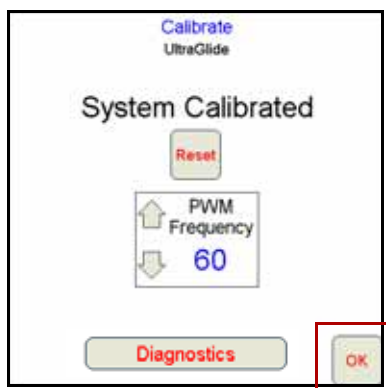 Calibrate
UltraGlide
System Calibrated
Reset
PWM
Frequency
60
Diagnostics
OK